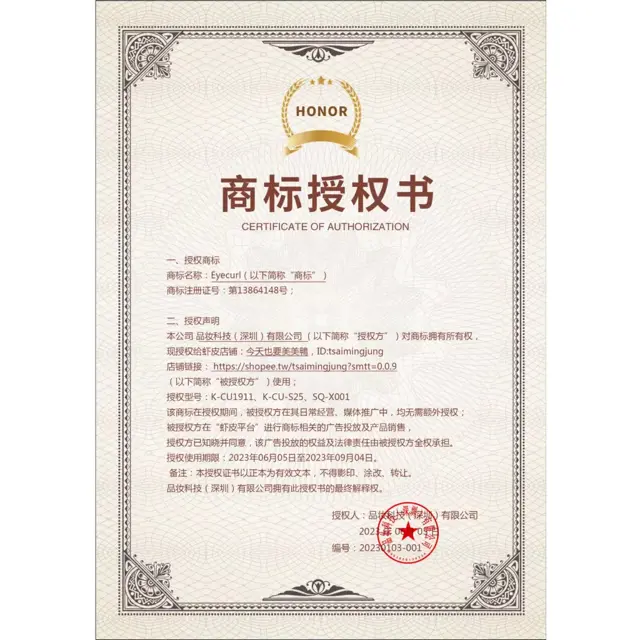 HONOR
商标授权书
CERTIFICATE OF AUTHORIZATION
一、授权商标
商标名称：Eyecurl（以下简称“商标”）
商标注册证号：第13864148号；
二、授权声明
本公司 品妆科技（深圳）有限公司（以下简称“授权方”）对商标拥有所有权，
现授权给虾皮店铺：今天也要美美噠，ID:tsaimingjung
店铺链接： https://shopee.tw/tsaimingjung?smtt=0.0.9
（以下简称“被授权方”）使用；
授权型号：K-CU1911、K-CU-S25、SQ-X001
该商标在授权期间，被授权方在其日常经营、媒体推广中，均无需额外授权；
被授权方在“虾皮平台”进行商标相关的广告投放及产品销售，
授权方已知晓并同意，该广告投放的权益及法律责任由被授权方全权承担。
授权使用期限：2023年06月05日至2023年09月04日。
备注：本授权证书以正本为有效文本，不得影印、涂改、转让。
品妆科技（深圳）有限公司拥有此授权书的最终解释权。
授权人：品妆科技（深圳）有限公司
编号：20230103-001